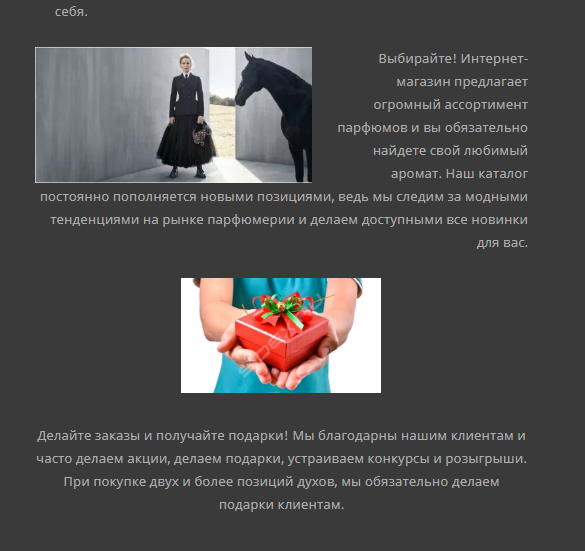 себя.
Выбирайте! Интернет-
магазин предлагает
огромный ассортимент
парфюмов и вы обязательно
найдете свой любимый
аромат. Наш каталог
постоянно пополняется новыми позициями, ведь мы следим за модными
тенденциями на рынке парфюмерии и делаем доступными все новинки
для вас.
Делайте заказы и получайте подарки! Мы благодарны нашим клиентам и
часто делаем акции, делаем подарки, устраиваем конкурсы и розыгрыши.
При покупке двух и более позиций духов, мы обязательно делаем
подарки клиентам.